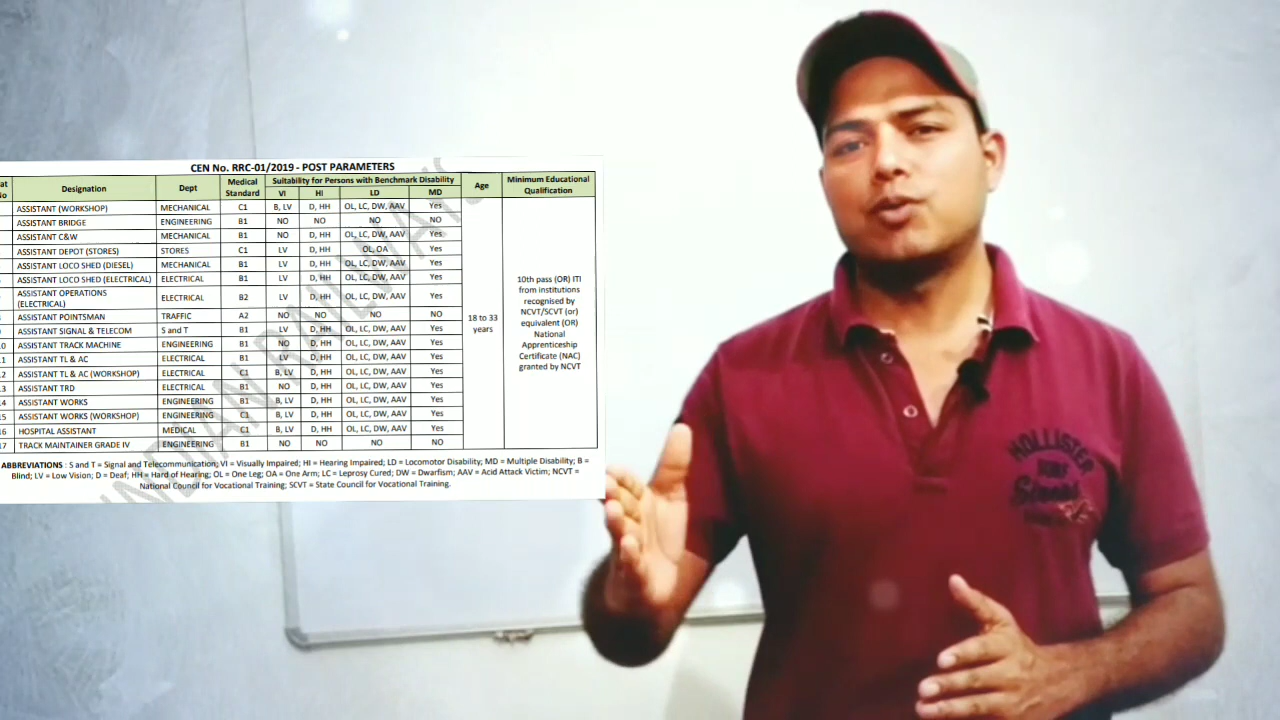 CEN No. RRC-01/2019 - POST PARAMETERS
at No Designation Dept Medical Standard Suitability for Persons with Benchmark Disability Age Minimum Educational Qualification
VI HI LD MD
ASSISTANT (WORKSHOP) MECHANICAL C1 B, LV D, HH OL, LC, DW, AAV Yes
ASSISTANT BRIDGE ENGINEERING B1 NO NO NO NO
ASSISTANT C&W MECHANICAL B1 NO D, HH OL, LC, DW, AAV Yes
ASSISTANT DEPOT (STORES) STORES C1 LV D, HH OL, OA Yes
ASSISTANT LOCO SHED (DIESEL) MECHANICAL B1 LV D, HH OL, LC, DW, AAV Yes
ASSISTANT LOCO SHED (ELECTRICAL) ELECTRICAL B1 LV D, HH OL, LC, DW, AAV Yes
ASSISTANT OPERATIONS (ELECTRICAL) ELECTRICAL B2 LV D, HH OL, LC, DW, AAV Yes
ASSISTANT POINTSMAN TRAFFIC A2 NO NO NO NO
ASSISTANT SIGNAL & TELECOM S and T B1 LV D, HH OL, LC, DW, AAV Yes
0 ASSISTANT TRACK MACHINE ENGINEERING B1 NO D, HH OL, LC, DW, AAV Yes
11 ASSISTANT TL & AC ELECTRICAL B1 LV D, HH OL, LC, DW, AAV Yes
12 ASSISTANT TL & AC (WORKSHOP) ELECTRICAL C1 B, LV D, HH OL, LC, DW, AAV Yes
13 ASSISTANT TRD ELECTRICAL B1 NO D, HH OL, LC, DW, AAV Yes
14 ASSISTANT WORKS ENGINEERING B1 B, LV D, HH OL, LC, DW, AAV Yes
15 ASSISTANT WORKS (WORKSHOP) ENGINEERING C1 B, LV D, HH OL, LC, DW, AAV Yes
16 HOSPITAL ASSISTANT MEDICAL C1 B, LV D, HH OL, LC, DW, AAV Yes
17 TRACK MAINTAINER GRADE IV ENGINEERING B1 NO NO NO NO
18 to 33
years
10th pass (OR) ITI
from institutions
recognised by
NCVT/SCVT (or)
equivalent (OR)
National
Apprenticeship
Certificate (NAC)
granted by NCVT
ABBREVIATIONS : S and T = Signal and Telecommunication; VI = Visually Impaired; HI = Hearing Impaired; LD = Locomotor Disability; MD = Multiple Disability; B =
Blind; LV = Low Vision; D = Deaf; HH = Hard of Hearing; OL = One Leg; OA = One Arm; LC = Leprosy Cured; DW = Dwarfism; AAV = Acid Attack Victim; NCVT =
National Council for Vocational Training; SCVT = State Council for Vocational Training.
INDIAN RAILWAYS
HOLLISTER